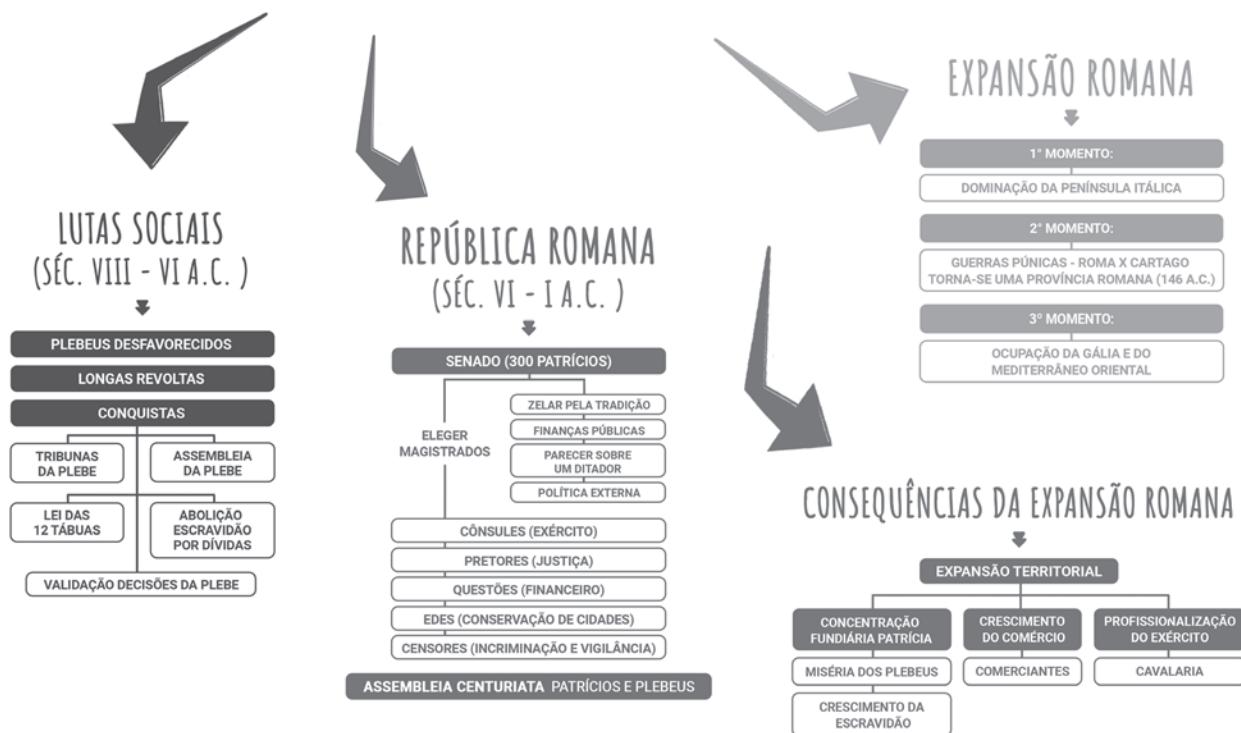 LUTAS SOCIAIS
(SÉC. VIII - VI A.C. )
PLEBEUS DESFAVORECIDOS
LONGAS REVOLTAS
CONQUISTAS
TRIBUNAS
DA PLEBE
ASSEMBLEIA
DA PLEBE
LEI DAS
12 TÁBUAS
ABOLIÇÃO
ESCRAVIDÃO
POR DÍVIDAS
VALIDAÇÃO DECISÕES DA PLEBE
REPÚBLICA ROMANA
(SÉC. VI - I A.C. )
SENADO (300 PATRÍCIOS)
ELEGER
MAGISTRADOS
ZELAR PELA TRADIÇÃO
FINANÇAS PÚBLICAS
PARECER SOBRE
UM DITADOR
POLÍTICA EXTERNA
CÔNSULES (EXÉRCITO)
PRETORES (JUSTIÇA)
QUESTÕES (FINANCEIRO)
EDES (CONSERVAÇÃO DE CIDADES)
CENSORES (INCRIMINAÇÃO E VIGILÂNCIA)
ASSEMBLEIA CENTURIATA PATRÍCIOS E PLEBEUS
EXPANSÃO ROMANA
1° MOMENTO:
DOMINAÇÃO DA PENÍNSULA ITÁLICA
2° MOMENTO:
GUERRAS PÚNICAS - ROMA X CARTAGO
TORNA-SE UMA PROVÍNCIA ROMANA (146 A.C.)
3º MOMENTO:
OCUPAÇÃO DA GÁLIA E DO
MEDITERRÂNEO ORIENTAL
CONSEQUÊNCIAS DA EXPANSÃO ROMANA
EXPANSÃO TERRITORIAL
CONCENTRAÇÃO
FUNDIÁRIA PATRÍCIA
MISÉRIA DOS PLEBEUS
CRESCIMENTO DA
ESCRAVIDÃO
CRESCIMENTO
DO COMÉRCIO
COMERCIANTES
PROFISSIONALIZAÇÃO
DO EXÉRCITO
CAVALARIA